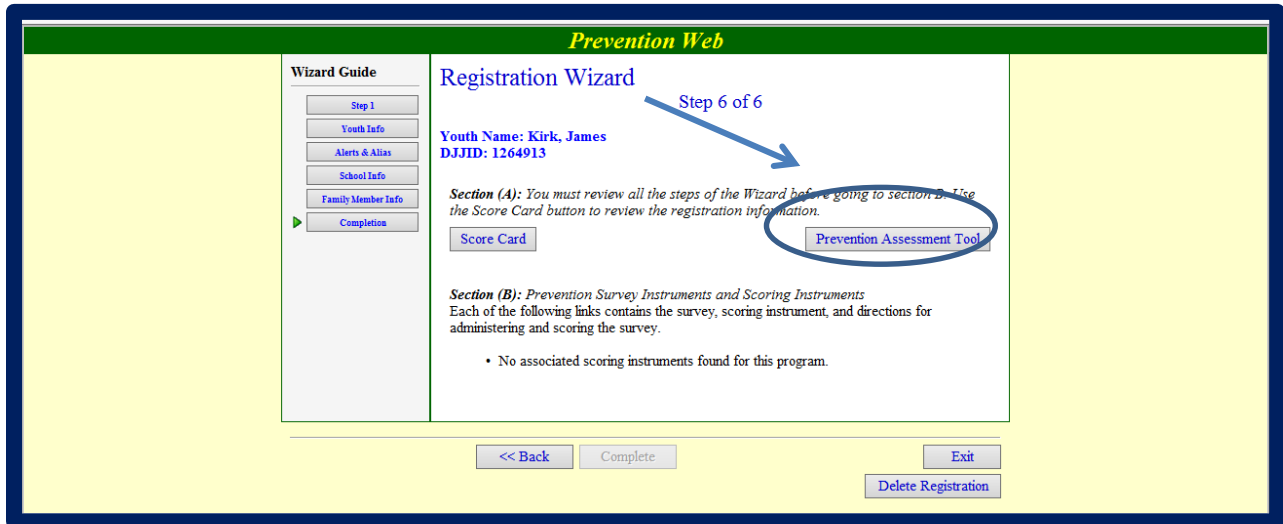 Prevention Web
Wizard Guide
Step 1
Youth Info
Alerts & Alias
School Info
Family Member Info
Completion
Registration Wizard
Step 6 of 6
Youth Name: Kirk, James
DJJID: 1264913
Section (A): You must review all the steps of the Wizard before going to section B. Use
the Score Card button to review the registration information.
Score Card
Prevention Assessment Tool
Section (B): Prevention Survey Instruments and Scoring Instruments
Each of the following links contains the survey, scoring instrument, and directions for
administering and scoring the survey.
• No associated scoring instruments found for this program.
<< Back
Complete
Exit
Delete Registration